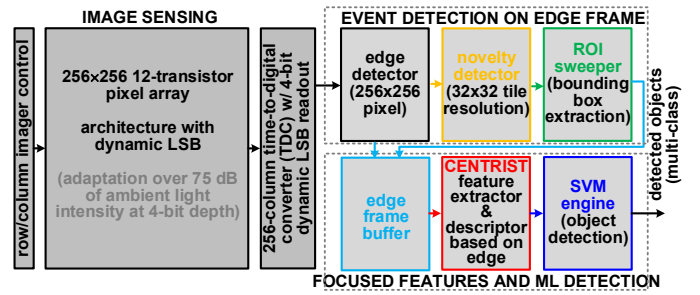 IMAGE SENSING
EVENT DETECTION ON EDGE FRAME
row/column imager control
256×256 12-transistor
pixel array
architecture with
dynamic LSB
(adaptation over 75 dB
of ambient light
intensity at 4-bit depth)
256-column time-to-digital
converter (TDC) w/ 4-bit
dynamic LSB readout
edge
detector
(256x256
pixel)
novelty
detector
(32x32 tile
resolution)
ROI
sweeper
(bounding
box
extraction)
edge
frame
buffer
CENTRIST
feature
extractor
&
descriptor
based on
edge
SVM
engine
(object
detection)
detected objects
(multi-class)
FOCUSED FEATURES AND ML DETECTION